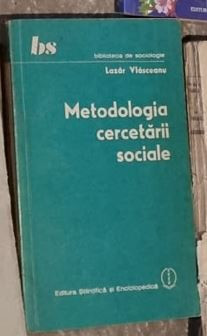 bs
biblioteca de sociologie
Lazăr Vlăsceanu
Metodologia
cercetării
sociale
Editura Științifică și Enciclopedică